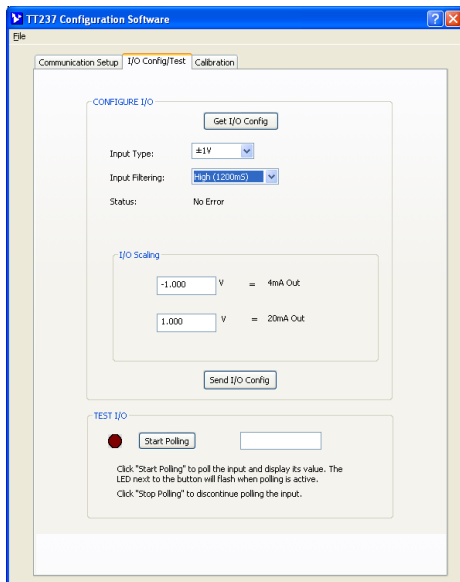 TT237 Configuration Software
File
Communication Setup I/O Config/Test Calibration
CONFIGURE I/O
Get I/O Config
Input Type: ±1V
Input Filtering: High (1200mS)
Status: No Error
I/O Scaling
-1.000 V = 4mA Out
1.000 V = 20mA Out
Send I/O Config
TEST I/O
Start Polling
Click "Start Polling" to poll the input and display its value. The
LED next to the button will flash when polling is active.
Click "Stop Polling" to discontinue polling the input.